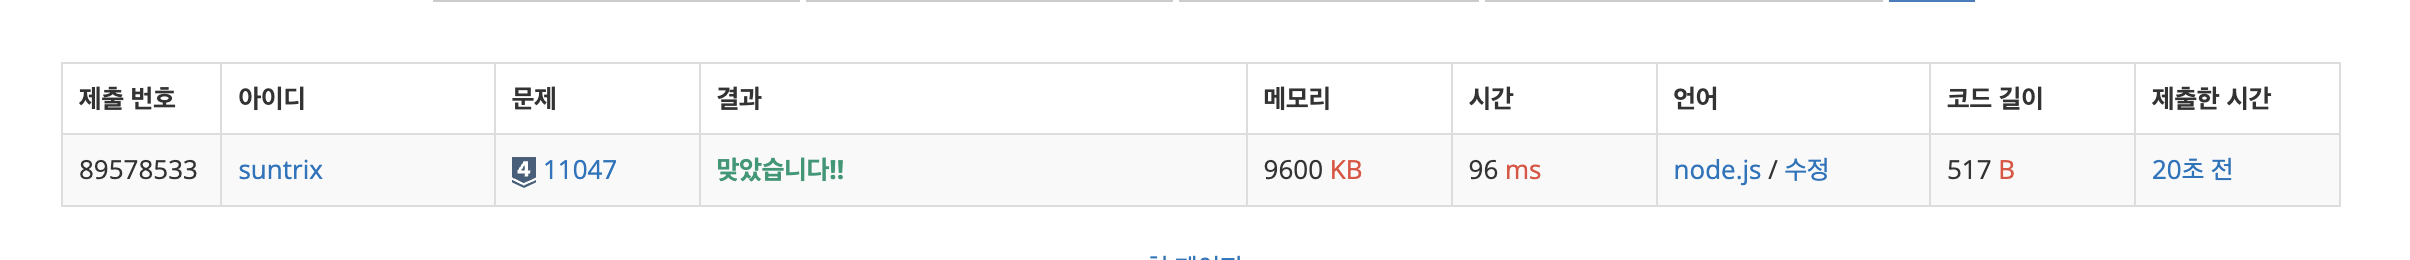 제출 번호 아이디 문제 결과 메모리 시간 언어 코드 길이 제출한 시간
89578533 suntrix 4 11047 맞았습니다!! 9600 KB 96 ms node.js / 수정 517 B 20초 전